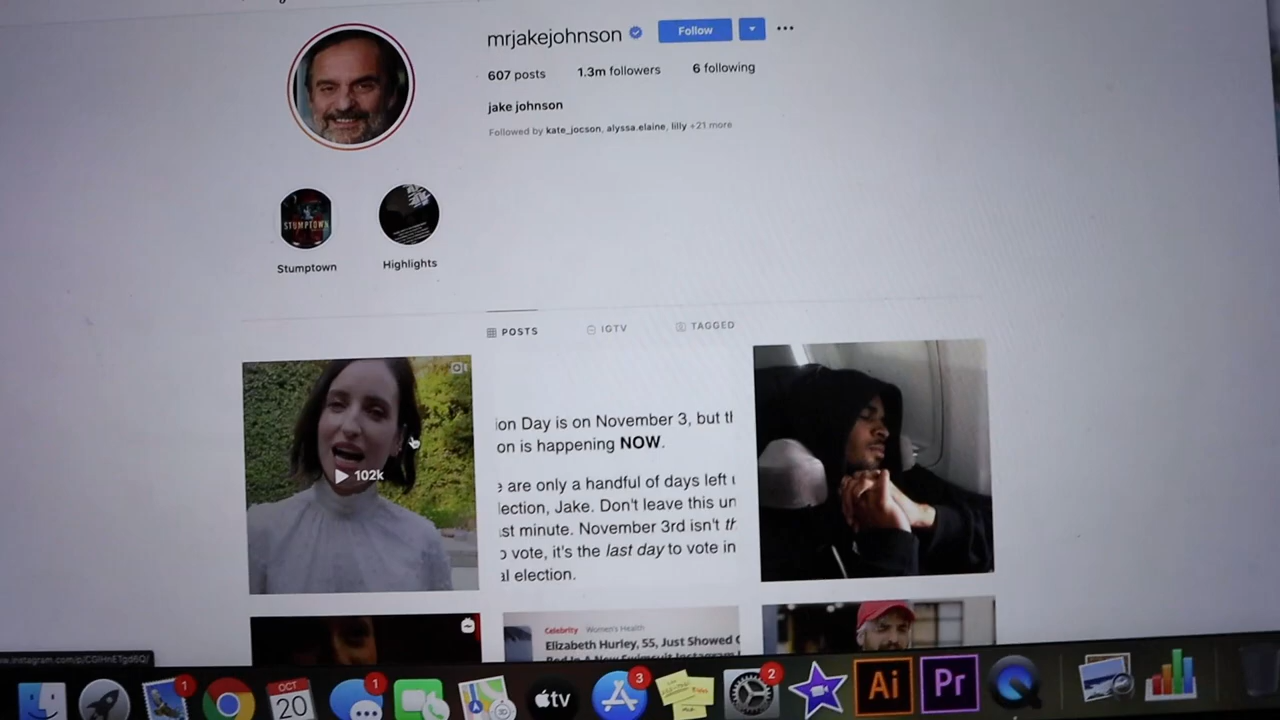 mrjakejohnson Follow
607 posts 1.3m followers 6 following
jake johnson
Followed by kate_jocson, alyssa.elaine, lilly +21 more
STUMPTOWN
Stumptown Highlights
POSTS IGTV TAGGED
102k
ion Day is on November 3, but
on is happening NOW.
are only a handful of days left
lection, Jake. Don't leave this
st minute. November 3rd isn't
vote, it's the last day to vote in
al election.
Celebrity Women's Health
Elizabeth Hurley, 55, Just Showed
.instagram.com/p/CGlHnETgd6Q/
1
OCT
20
1
tv
3
2
Ai
Pr